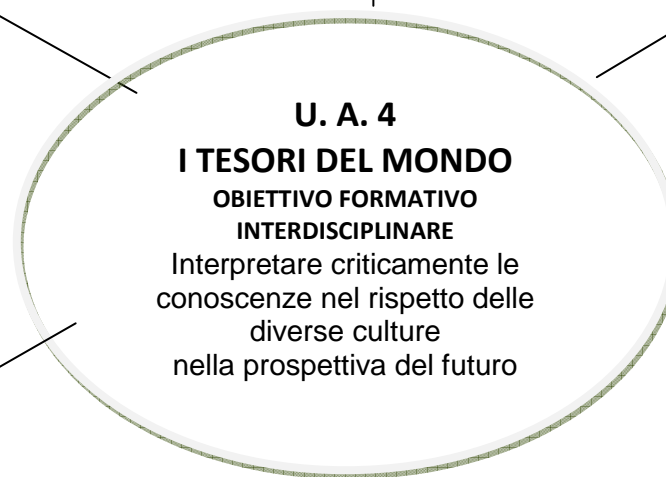 U. A. 4
I TESORI DEL MONDO
OBIETTIVO FORMATIVO
INTERDISCIPLINARE
Interpretare criticamente le
conoscenze nel rispetto delle
diverse culture
nella prospettiva del futuro